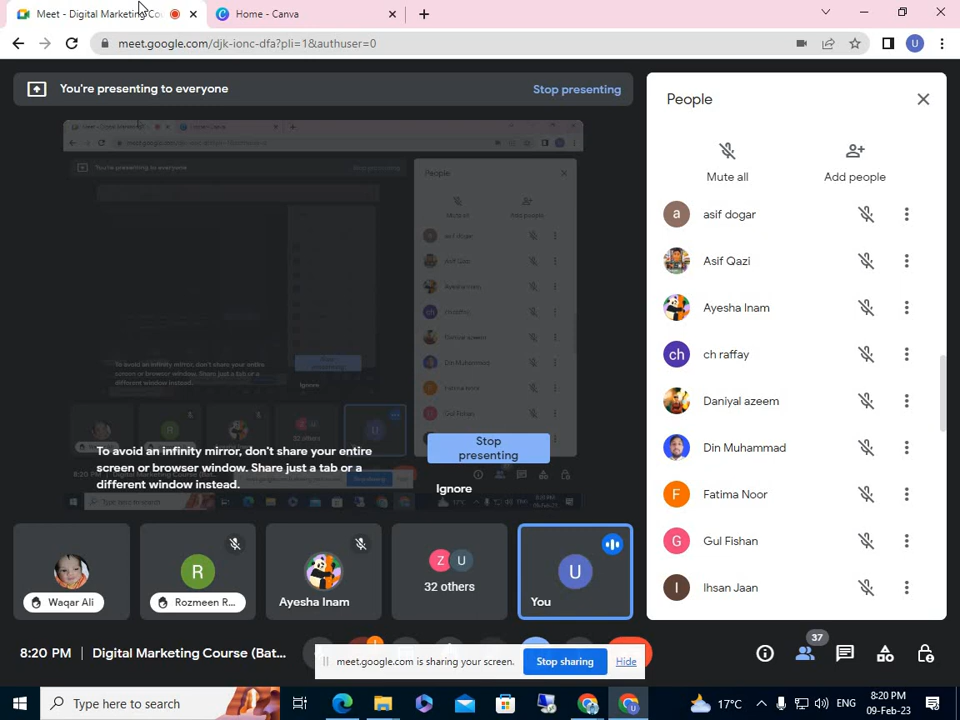 Meet - Digital Marketing Cou
Home - Canva
meet.google.com/djk-ionc-dfa?pli=1&authuser=0
U
You're presenting to everyone
Stop presenting
People
Mute all
Add people
a
asif dogar
Asif Qazi
Ayesha Inam
ch
ch raffay
Daniyal azeem
Din Muhammad
F
Fatima Noor
G
Gul Fishan
I
Ihsan Jaan
To avoid an infinity mirror, don't share your entire
screen or browser window. Share just a tab or a
different window instead.
Stop
presenting
Ignore
Waqar Ali
R
Rozmeen R...
Ayesha Inam
Z
U
32 others
U
You
8:20 PM
Digital Marketing Course (Bat...
meet.google.com is sharing your screen.
Stop sharing
Hide
37
Type here to search
17°C
ENG
8:20 PM
09-Feb-23